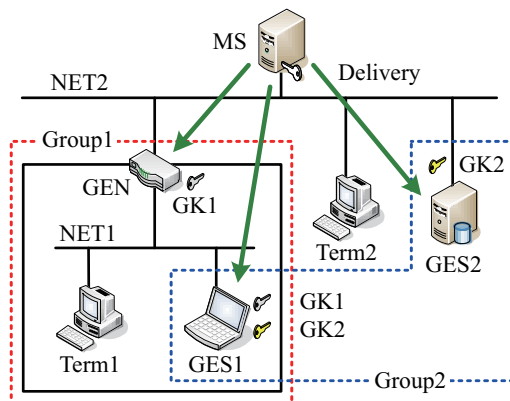 MS
Delivery
NET2
Group1
GEN
GK1
GK2
NET1
Term2
GES2
GK1
GK2
Term1
GES1
Group2